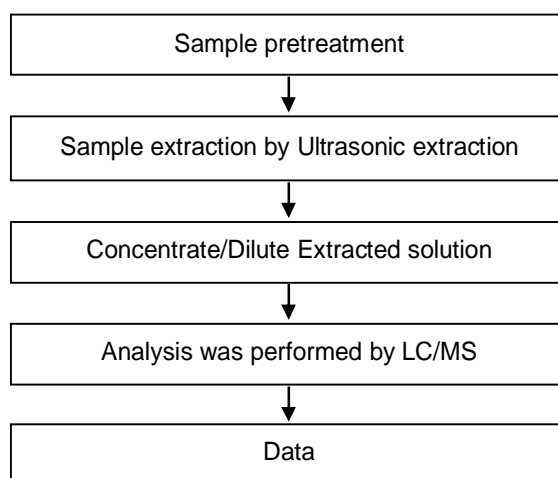 Sample pretreatment
Sample extraction by Ultrasonic extraction
Concentrate/Dilute Extracted solution
Analysis was performed by LC/MS
Data